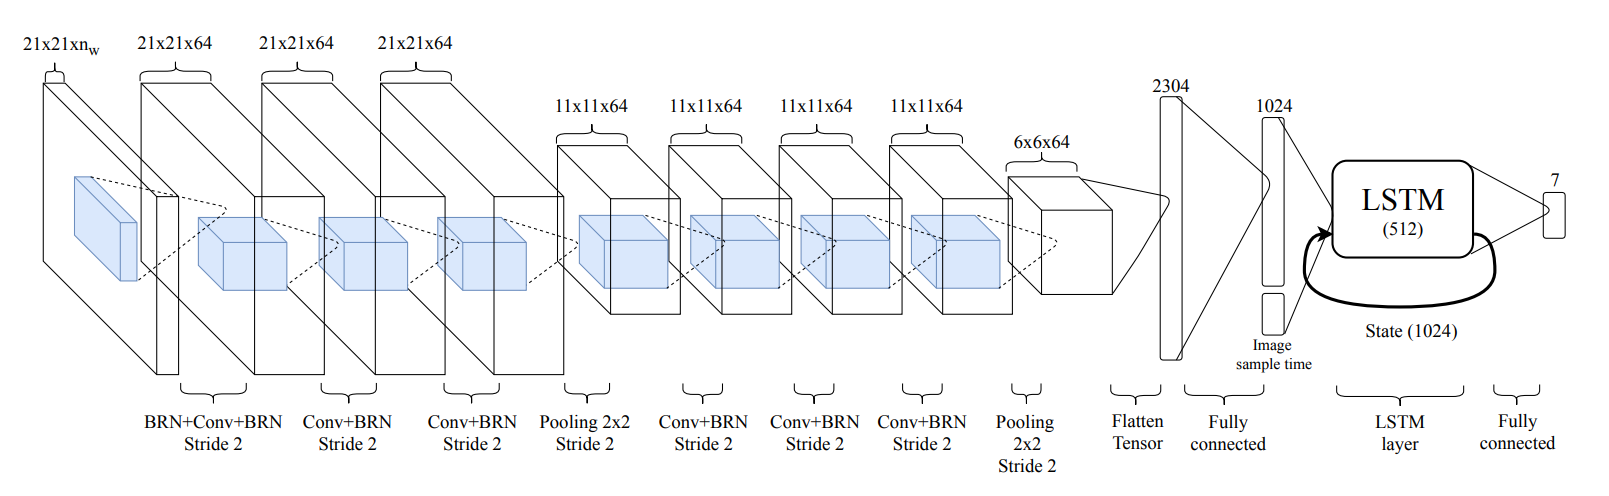 21x21xnw
21x21x64
21x21x64
21x21x64
11x11x64
11x11x64
11x11x64
11x11x64
6x6x64
2304
1024
7
LSTM
(512)
State (1024)
Image
sample time
BRN+Conv+BRN
Stride 2
Conv+BRN
Stride 2
Conv+BRN
Stride 2
Pooling 2x2
Stride 2
Conv+BRN
Stride 2
Conv+BRN
Stride 2
Conv+BRN
Stride 2
Pooling
2x2
Stride 2
Flatten
Tensor
Fully
connected
LSTM
layer
Fully
connected